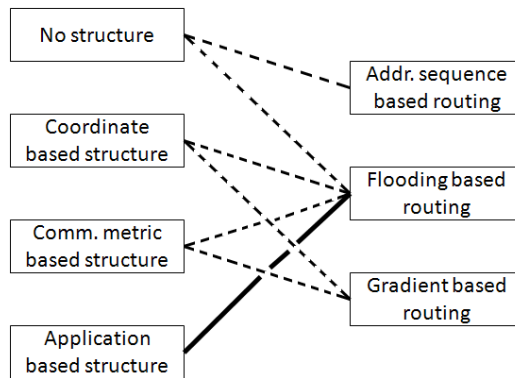 No structure
Coordinate
based structure
Comm. metric
based structure
Application
based structure
Addr. sequence
based routing
Flooding based
routing
Gradient based
routing